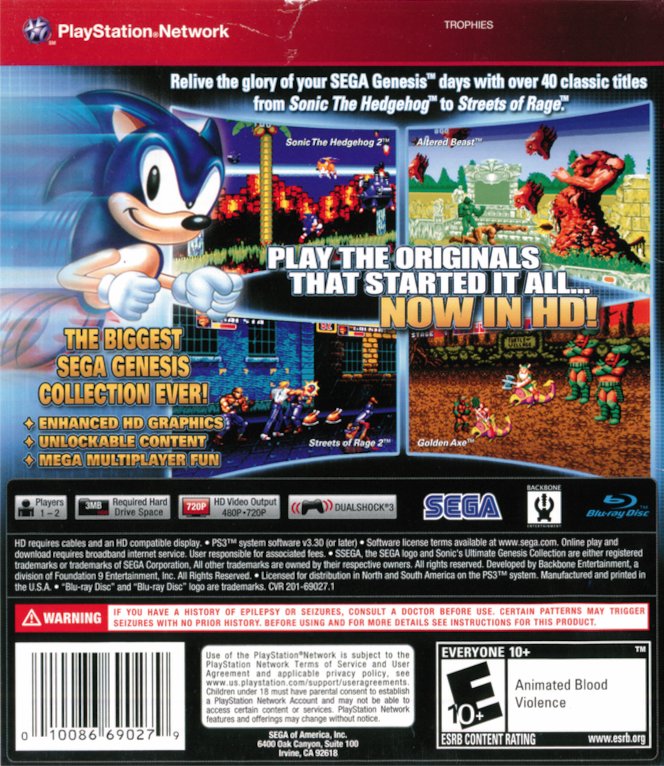 PlayStation®Network
TROPHIES
Relive the glory of your SEGA Genesis™ days with over 40 classic titles
from Sonic The Hedgehog™ to Streets of Rage™.
Sonic The Hedgehog 2™
Altered Beast™
PLAY THE ORIGINALS
THAT STARTED IT ALL...
NOW IN HD!
THE BIGGEST
SEGA GENESIS
COLLECTION EVER!
ENHANCED HD GRAPHICS
UNLOCKABLE CONTENT
MEGA MULTIPLAYER FUN
STAGE
TURTLE
VILLAGE
Streets of Rage 2™
Golden Axe™
Players
1 – 2
3MB
Required Hard
Drive Space
720P
HD Video Output
480P•720P
DUALSHOCK®3
SEGA
BACKBONE
ENTERTAINMENT
Blu-ray Disc™
HD requires cables and an HD compatible display. • PS3™ system software v3.30 (or later) • Software license terms available at www.sega.com. Online play and
download requires broadband internet service. User responsible for associated fees. • SSEGA, the SEGA logo and Sonic's Ultimate Genesis Collection are either registered
trademarks or trademarks of SEGA Corporation, All other trademarks are owned by their respective owners. All rights reserved. Developed by Backbone Entertainment, a
division of Foundation 9 Entertainment, Inc. All Rights Reserved. • Licensed for distribution in North and South America on the PS3™ system. Manufactured and printed in
the U.S.A. • "Blu-ray Disc" and "Blu-ray Disc" logo are trademarks. CVR 201-69027.1
WARNING
IF YOU HAVE A HISTORY OF EPILEPSY OR SEIZURES, CONSULT A DOCTOR BEFORE USE. CERTAIN PATTERNS MAY TRIGGER
SEIZURES WITH NO PRIOR HISTORY. BEFORE USING AND FOR MORE DETAILS SEE INSTRUCTIONS FOR THIS PRODUCT.
0 10086 69027 9
Use of the PlayStation®Network is subject to the
PlayStation Network Terms of Service and User
Agreement and applicable privacy policy, see
www.us.playstation.com/support/useragreements.
Children under 18 must have parental consent to establish
a PlayStation Network Account and may not be able to
access certain content or services. PlayStation Network
features and offerings may change without notice.
SEGA of America, Inc.
6400 Oak Canyon, Suite 100
Irvine, CA 92618
EVERYONE 10+
™
E
10+
Animated Blood
Violence
ESRB CONTENT RATING
www.esrb.org